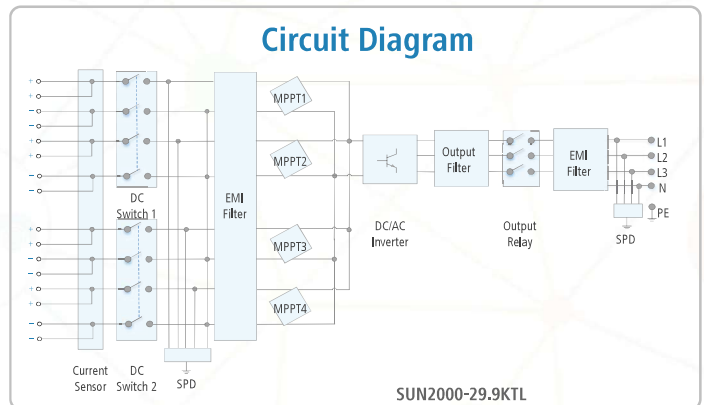 Circuit Diagram
+
+
−
−
+
+
−
−
+
+
−
−
+
+
−
−
DC
Switch 1
DC
Switch 2
Current
Sensor
SPD
EMI
Filter
MPPT1
MPPT2
MPPT3
MPPT4
DC/AC
Inverter
Output
Filter
Output
Relay
EMI
Filter
L1
L2
L3
N
PE
SPD
SUN2000-29.9KTL